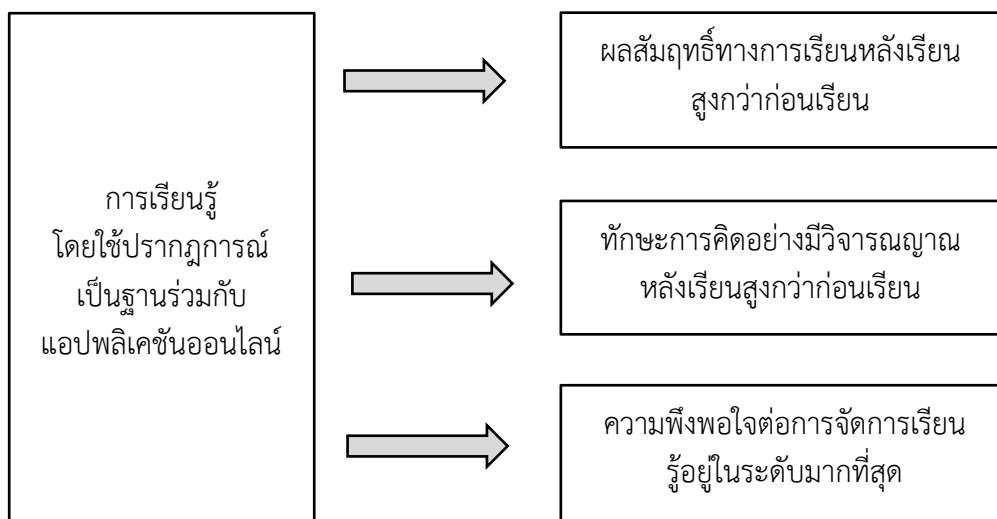 การเรียนรู้
โดยใช้ปรากฏการณ์
เป็นฐานร่วมกับ
แอปพลิเคชันออนไลน์
ผลสัมฤทธิ์ทางการเรียนหลังเรียน
สูงกว่าก่อนเรียน
ทักษะการคิดอย่างมีวิจารณญาณ
หลังเรียนสูงกว่าก่อนเรียน
ความพึงพอใจต่อการจัดการเรียน
รู้อยู่ในระดับมากที่สุด